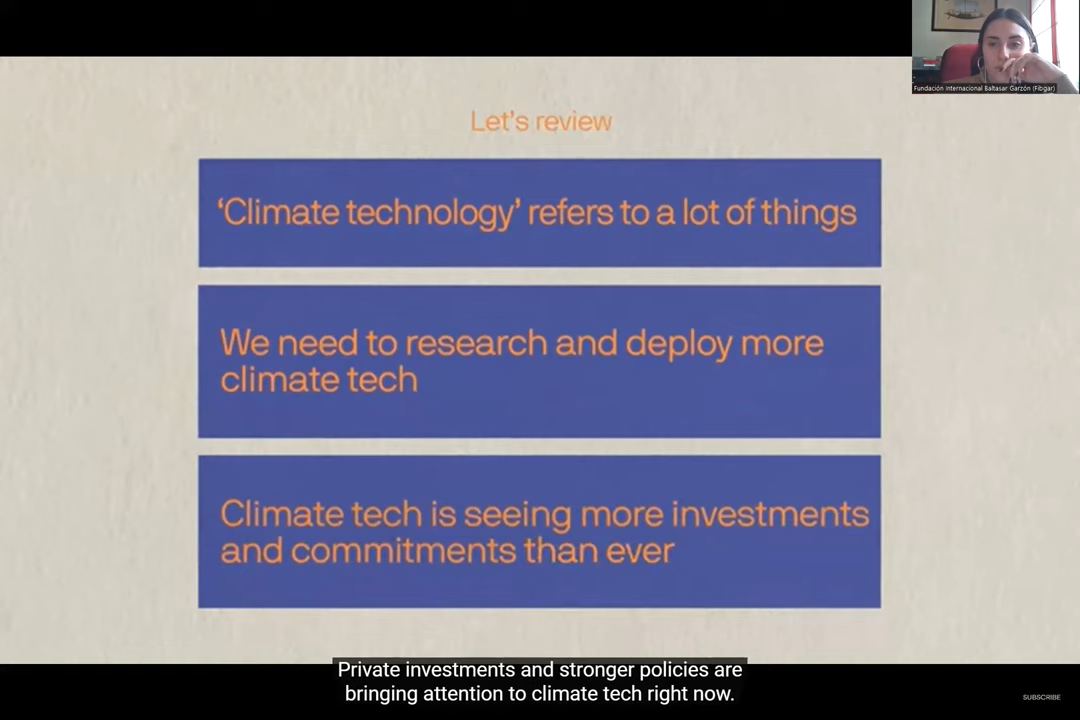 Fundación Internacional Baltasar Garzón (Fibgar)
Let's review
‘Climate technology’ refers to a lot of things
We need to research and deploy more
climate tech
Climate tech is seeing more investments
and commitments than ever
Private investments and stronger policies are
bringing attention to climate tech right now.
SUBSCRIBE